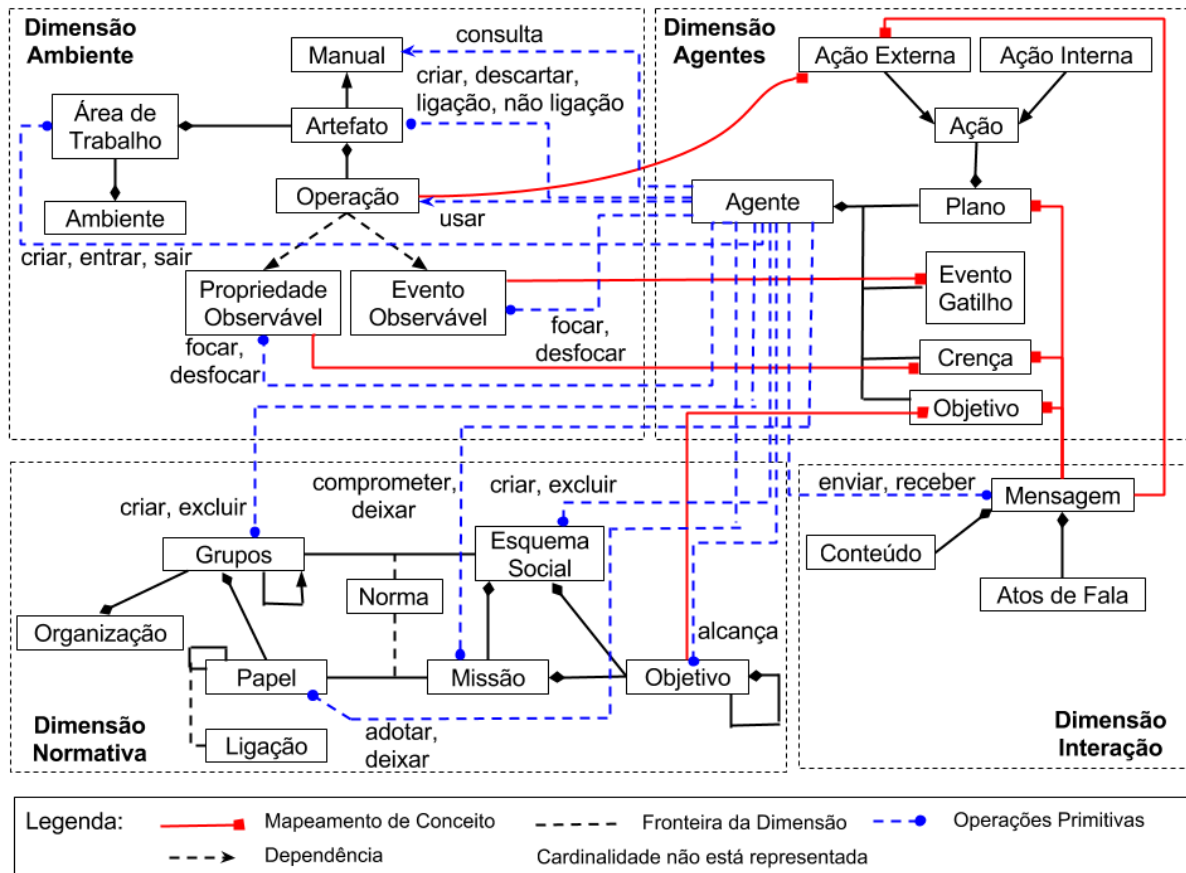 Dimensão
Ambiente
consulta
Manual
criar, descartar,
ligação, não ligação
Área de
Trabalho
Artefato
Operação
Ambiente
usar
criar, entrar, sair
Propriedade
Observável
Evento
Observável
focar,
desfocar
focar,
desfocar
Dimensão
Agentes
Ação Externa
Ação Interna
Ação
Agente
Plano
Evento
Gatilho
Crença
Objetivo
criar, excluir
comprometer,
deixar
criar, excluir
Grupos
Esquema
Social
Norma
Organização
alcança
Papel
Missão
Objetivo
Dimensão
Normativa
Ligação
adotar,
deixar
enviar, receber
Mensagem
Conteúdo
Atos de Fala
Dimensão
Interação
Legenda:
Mapeamento de Conceito
Fronteira da Dimensão
Operações Primitivas
Dependência
Cardinalidade não está representada